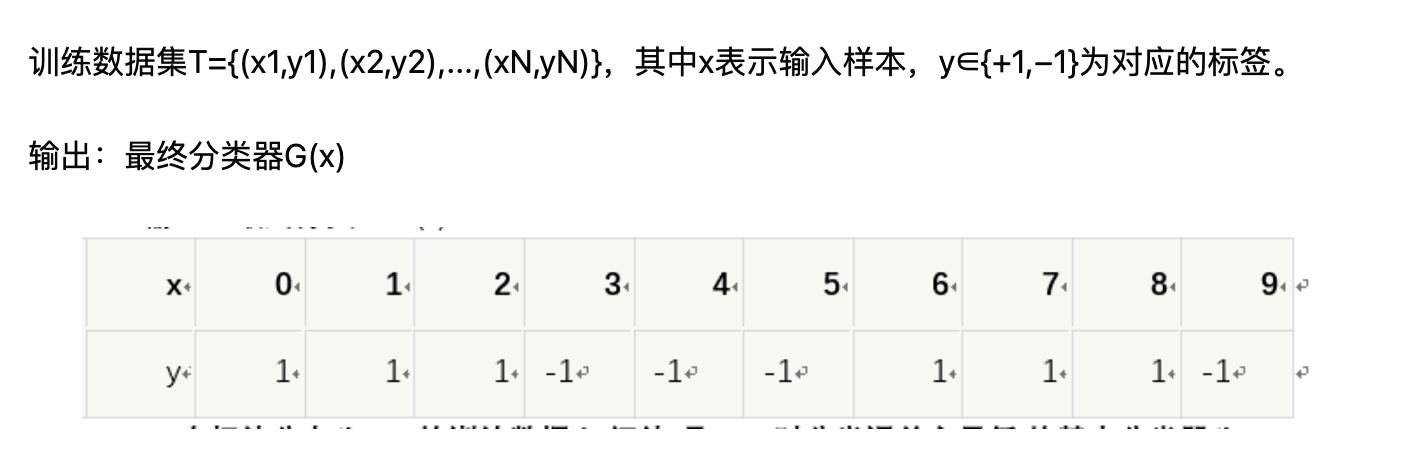 训练数据集T={(x1,y1),(x2,y2),...,(xN,yN)}，其中x表示输入样本，y∈{+1,−1}为对应的标签。
输出：最终分类器G(x)
x 0 1 2 3 4 5 6 7 8 9
y 1 1 1 -1 -1 -1 1 1 1 -1